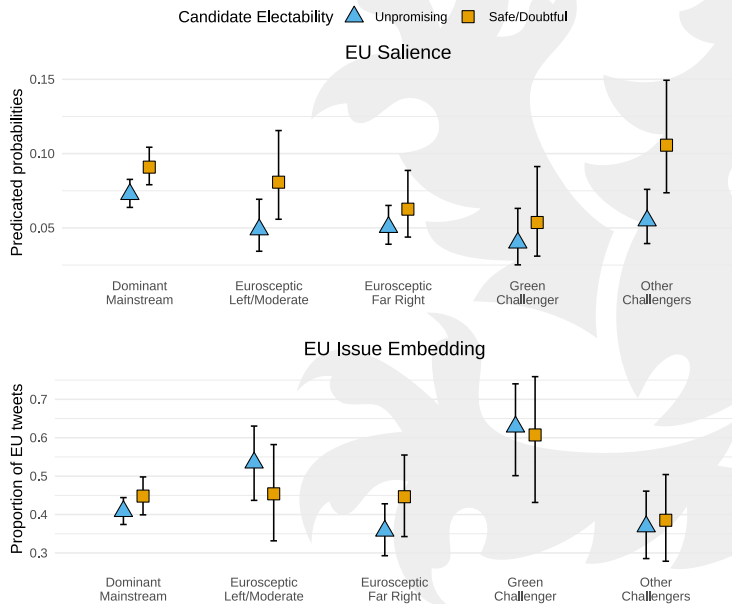 Candidate Electability Unpromising Safe/Doubtful
EU Salience
Predicated probabilities
0.15
0.10
0.05
Dominant Mainstream
Eurosceptic Left/Moderate
Eurosceptic Far Right
Green Challenger
Other Challengers
EU Issue Embedding
Proportion of EU tweets
0.7
0.6
0.5
0.4
0.3
Dominant Mainstream
Eurosceptic Left/Moderate
Eurosceptic Far Right
Green Challenger
Other Challengers